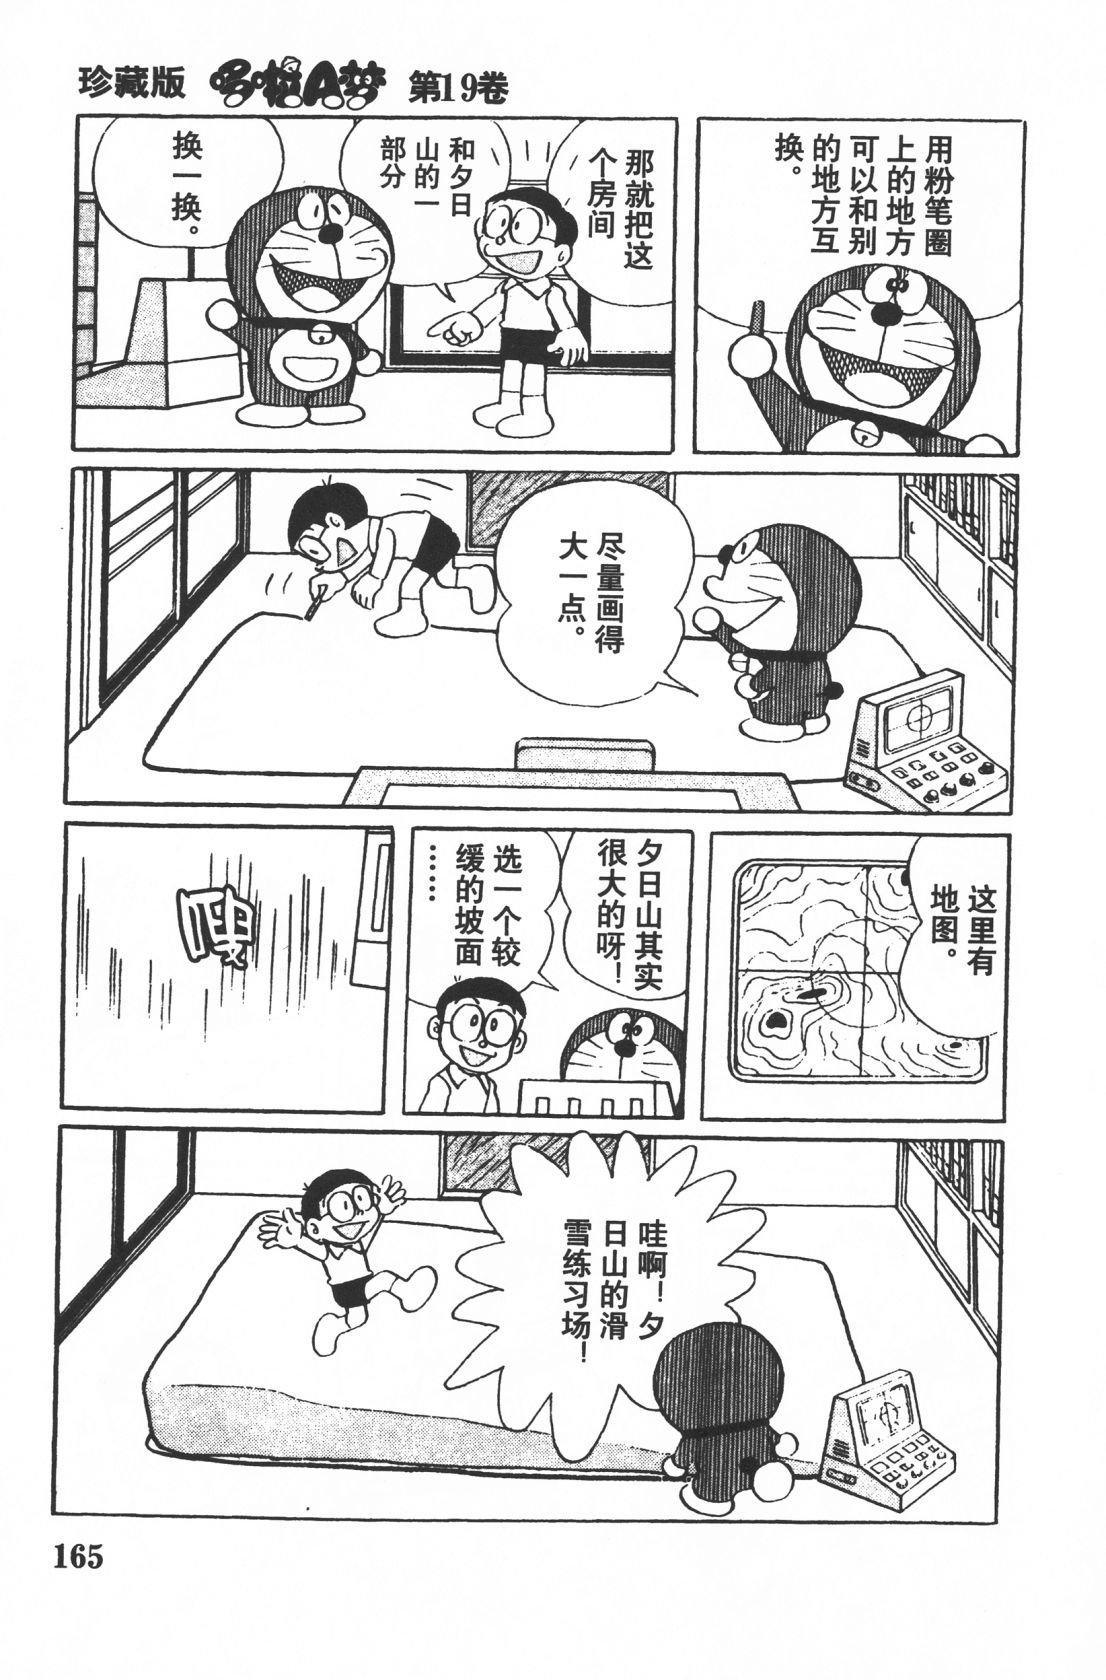 珍藏版 哆啦A梦 第19卷
用粉笔圈
上的地方
可以和别
的地方互
换。
那就把这
个房间
和夕日
山的一
部分
换一换。
尽量画得
大一点。
这里有
地图。
夕日山其实
很大的呀！
选一个较
缓的坡面
……
嗖
哇啊！夕
日山的滑
雪练习场！
165